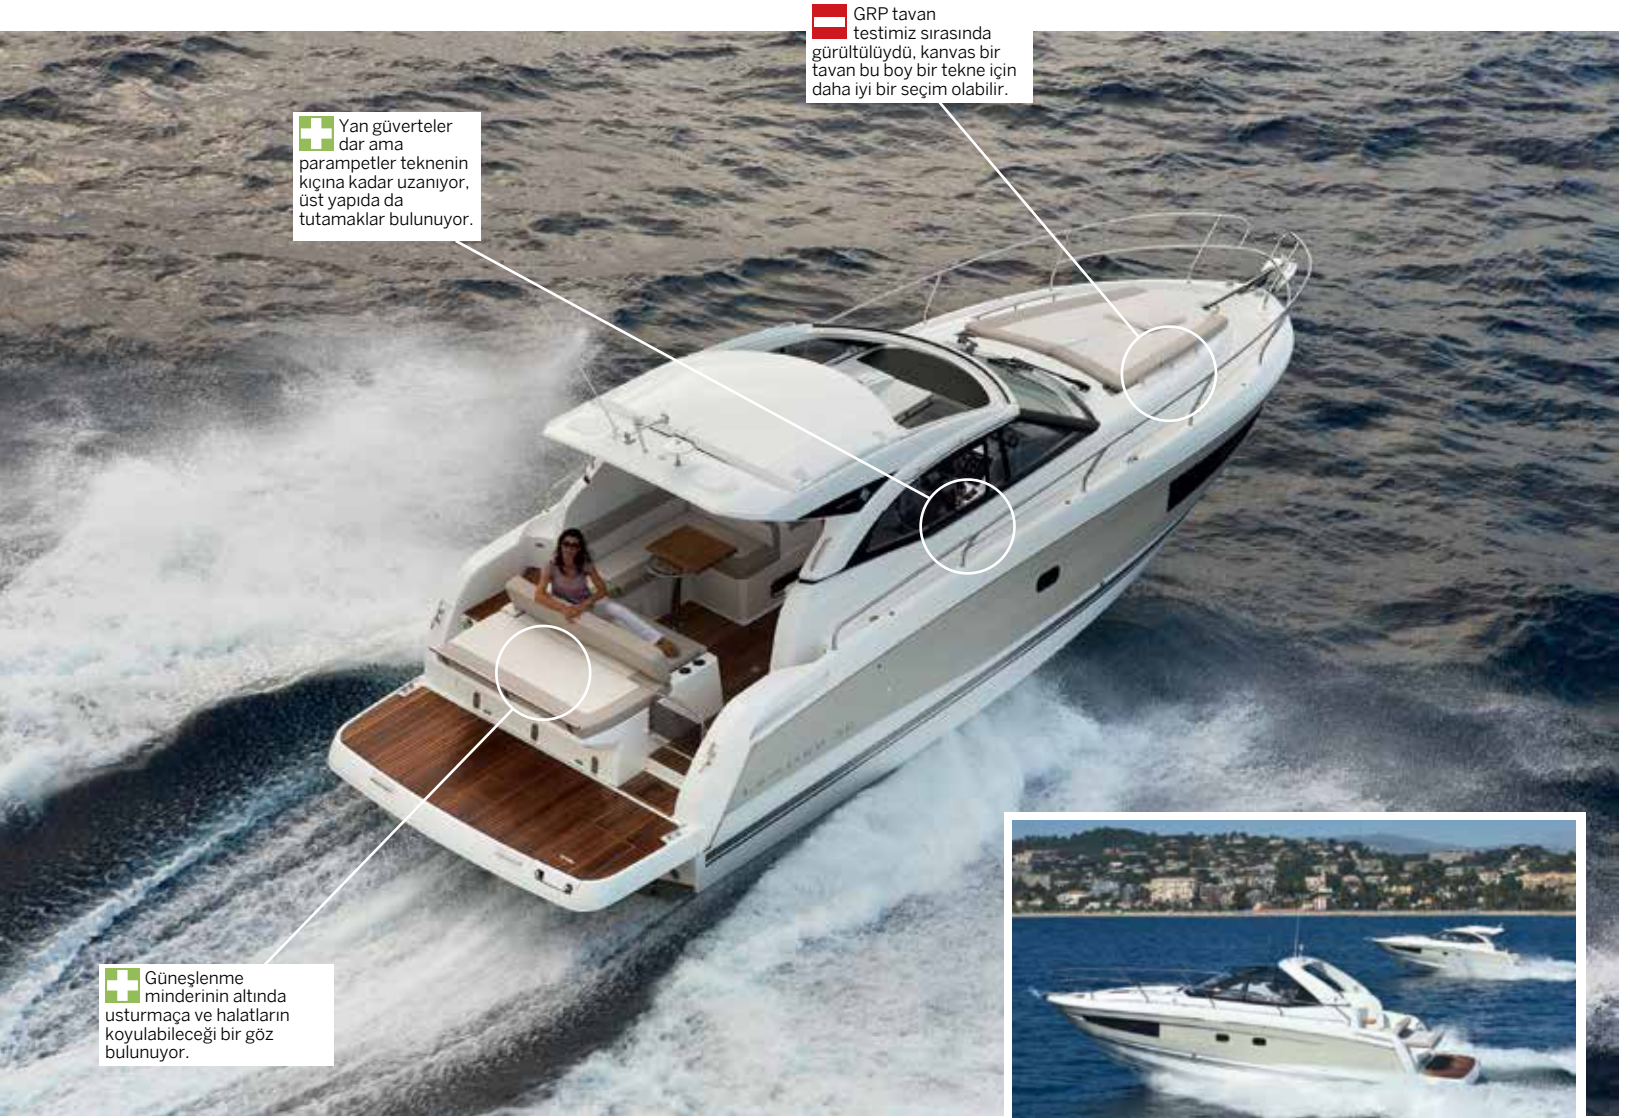 GRP tavan
testimiz sırasında
gürültülüydü, kanvas bir
tavan bu boy bir tekne için
daha iyi bir seçim olabilir.
Yan güverteler
dar ama
parampetler teknenin
kıçına kadar uzanıyor,
üst yapıda da
tutamaklar bulunuyor.
Güneşlenme
minderinin altında
usturmaça ve halatların
koyulabileceği bir göz
bulunuyor.